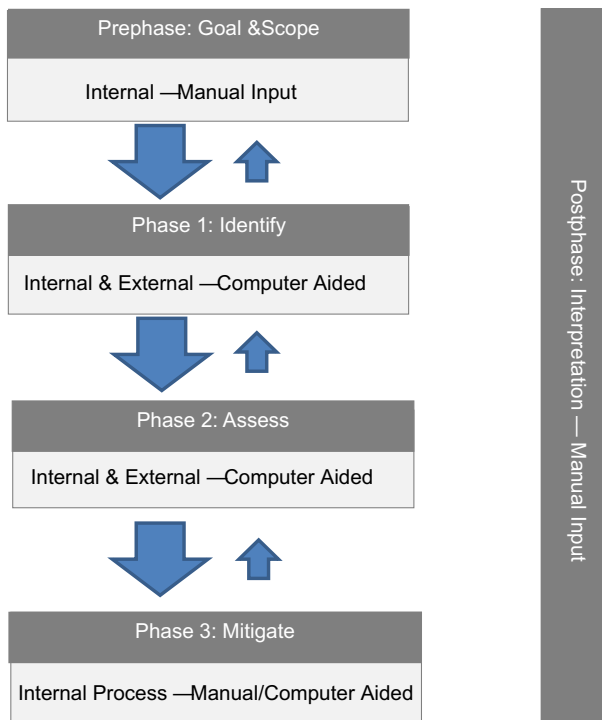 Prephase: Goal &Scope
Internal —Manual Input
Phase 1: Identify
Internal & External —Computer Aided
Phase 2: Assess
Internal & External —Computer Aided
Phase 3: Mitigate
Internal Process —Manual/Computer Aided
Postphase: Interpretation — Manual Input